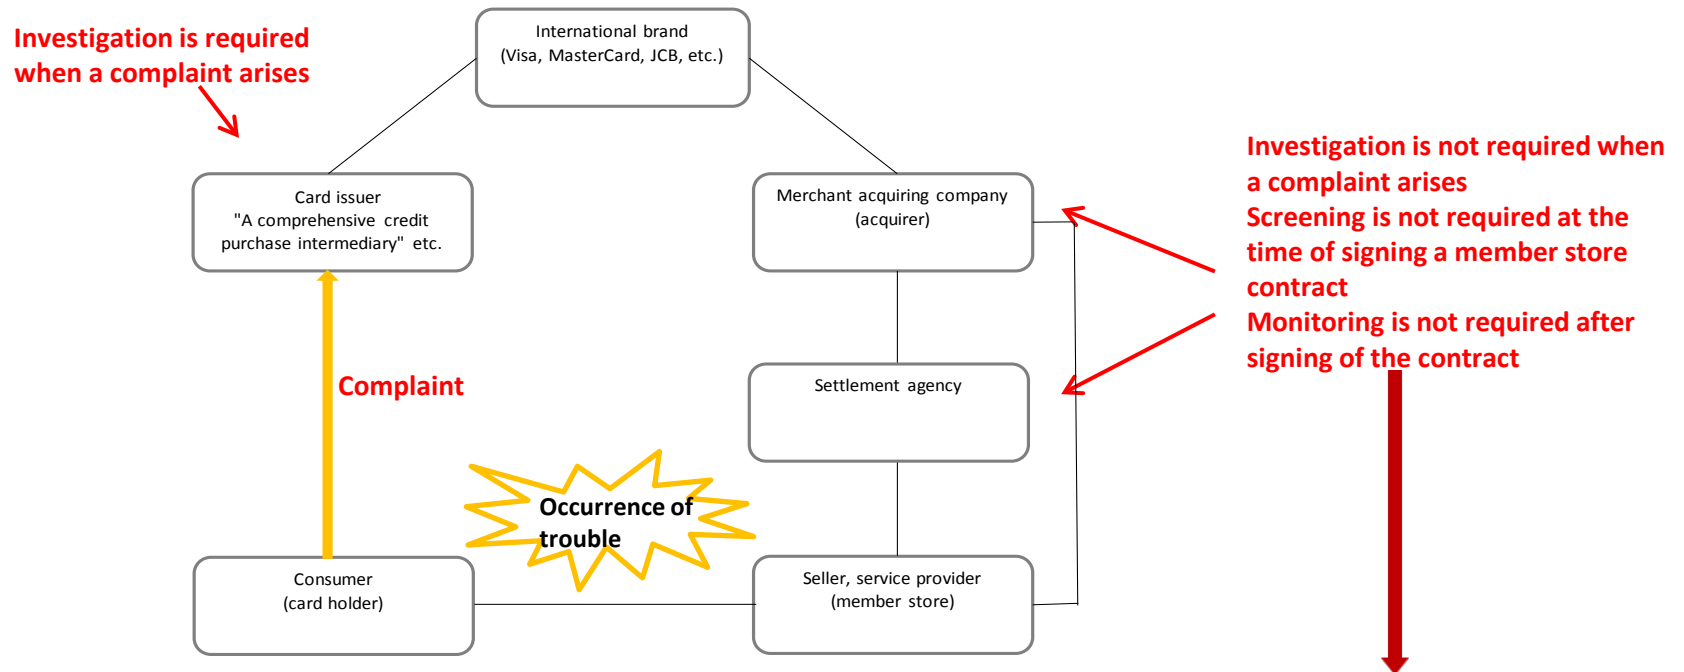 Investigation is required
when a complaint arises
International brand
(Visa, MasterCard, JCB, etc.)
Card issuer
"A comprehensive credit
purchase intermediary" etc.
Merchant acquiring company
(acquirer)
Investigation is not required when
a complaint arises
Screening is not required at the
time of signing a member store
contract
Monitoring is not required after
signing of the contract
Complaint
Settlement agency
Occurrence of
trouble
Consumer
(card holder)
Seller, service provider
(member store)